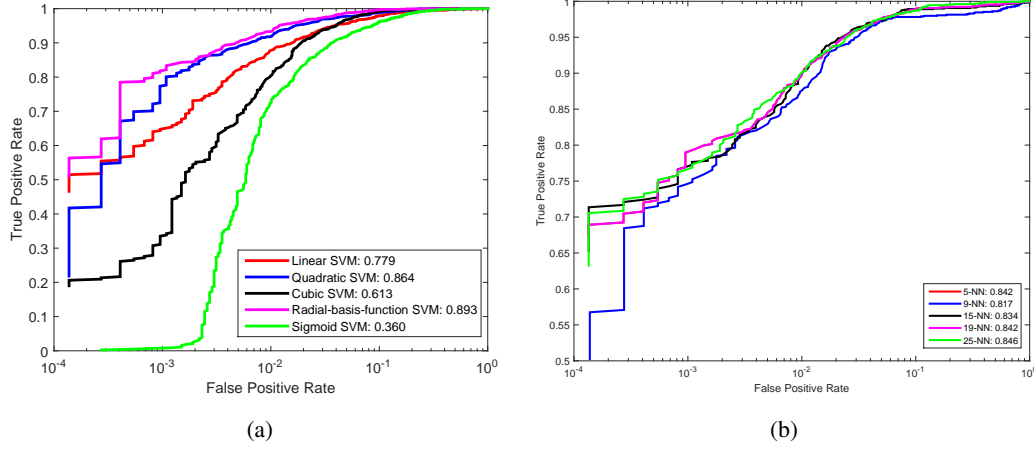 1
0.9
0.8
0.7
0.6
0.5
0.4
0.3
0.2
0.1
0
True Positive Rate
Linear SVM: 0.779
Quadratic SVM: 0.864
Cubic SVM: 0.613
Radial-basis-function SVM: 0.893
Sigmoid SVM: 0.360
10-4 10-3 10-2 10-1 100
False Positive Rate
(a)
1
0.95
0.9
0.85
0.8
0.75
0.7
0.65
0.6
0.55
0.5
True Positive Rate
5-NN: 0.842
9-NN: 0.817
15-NN: 0.834
19-NN: 0.842
25-NN: 0.846
10-4 10-3 10-2 10-1 100
False Positive Rate
(b)